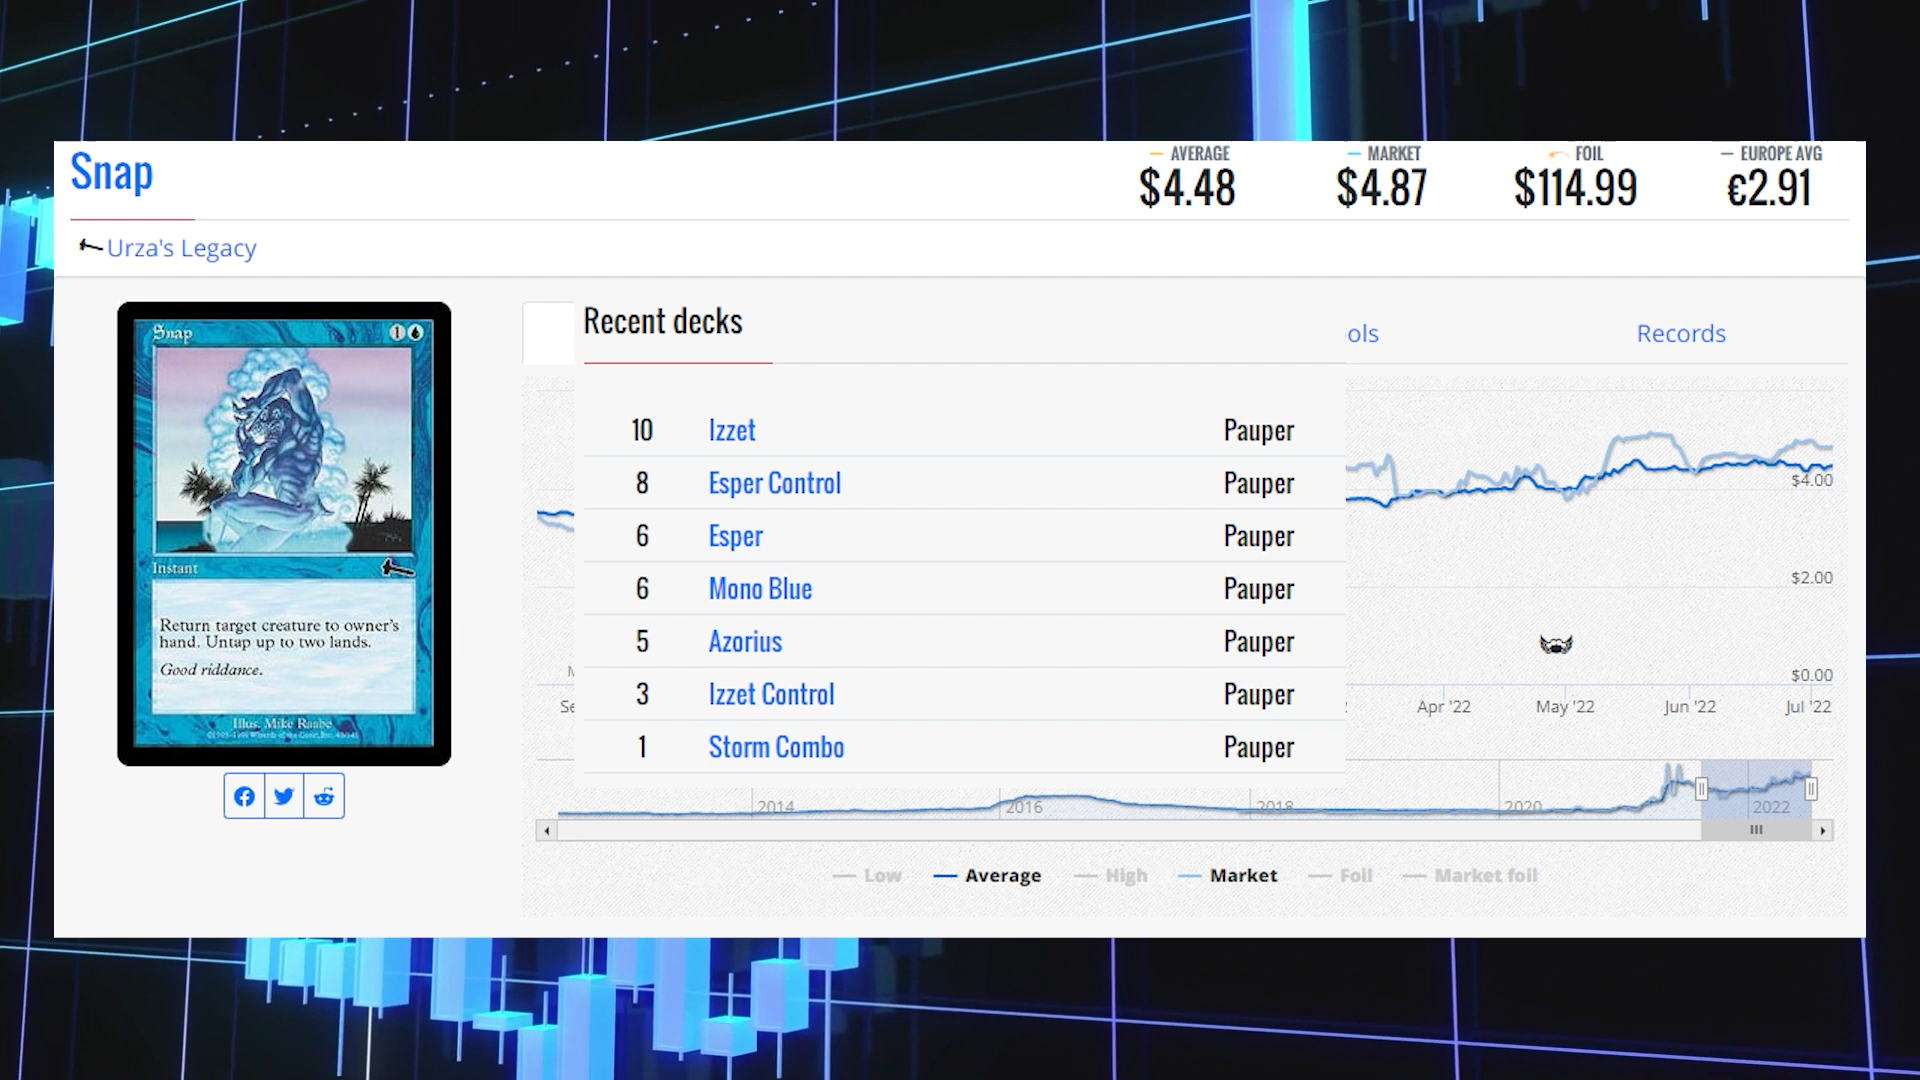 Snap
AVERAGE
$4.48
MARKET
$4.87
FOIL
$114.99
EUROPE AVG
€2.91
Urza's Legacy
Snap
1
Instant
Return target creature to owner's
hand. Untap up to two lands.
Good riddance.
Illus. Mike Raabe
Recent decks
10 Izzet Pauper
8 Esper Control Pauper
6 Esper Pauper
6 Mono Blue Pauper
5 Azorius Pauper
3 Izzet Control Pauper
1 Storm Combo Pauper
ols
Records
$4.00
$2.00
$0.00
Se
Apr '22
May '22
Jun '22
Jul '22
2014
2016
2018
2020
2022
Low
Average
High
Market
Foil
Market foil